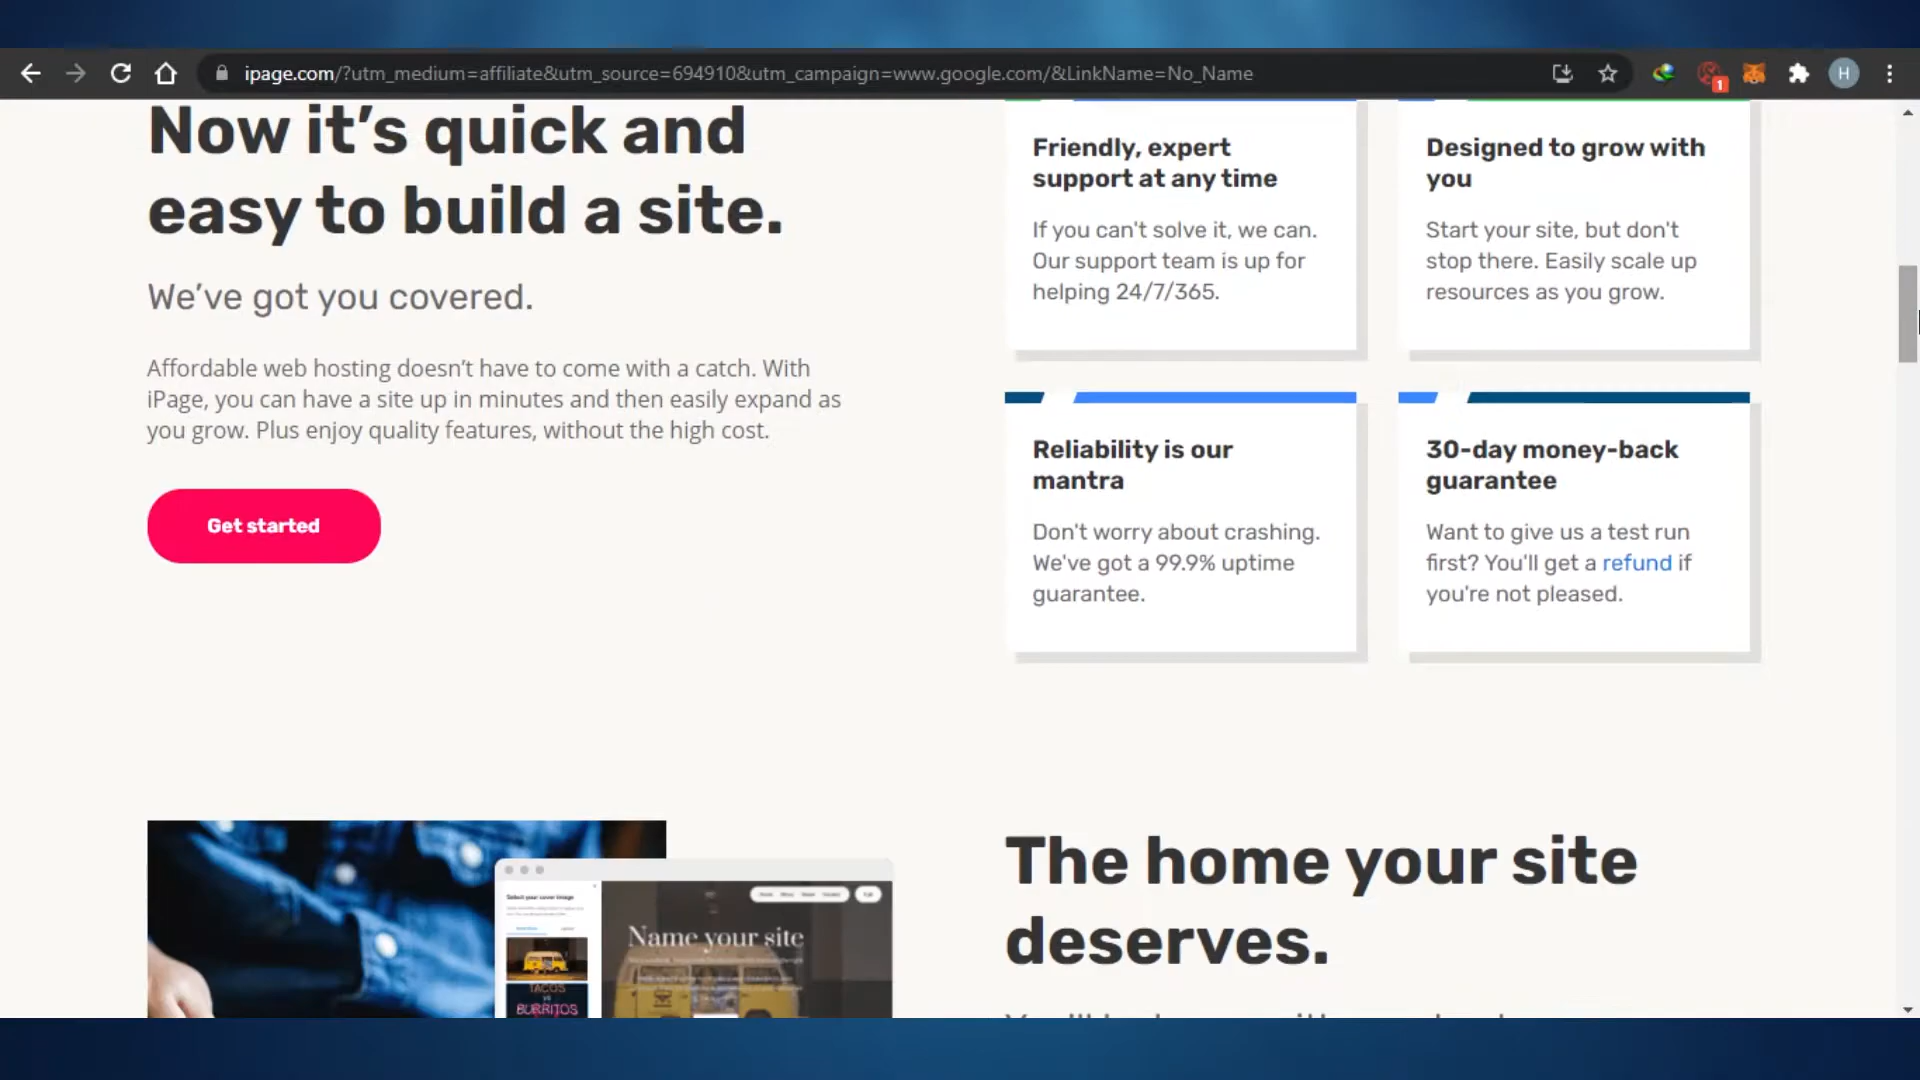 ipage.com/?utm_medium=affiliate&utm_source=694910&utm_campaign=www.google.com/&LinkName=No_Name
1
H
Now it’s quick and
easy to build a site.
We’ve got you covered.
Affordable web hosting doesn’t have to come with a catch. With
iPage, you can have a site up in minutes and then easily expand as
you grow. Plus enjoy quality features, without the high cost.
Get started
Friendly, expert
support at any time
If you can't solve it, we can.
Our support team is up for
helping 24/7/365.
Designed to grow with
you
Start your site, but don't
stop there. Easily scale up
resources as you grow.
Reliability is our
mantra
Don't worry about crashing.
We've got a 99.9% uptime
guarantee.
30-day money-back
guarantee
Want to give us a test run
first? You'll get a refund if
you're not pleased.
Select your cover image
Name your site
TACOS
BURRITOS
The home your site
deserves.